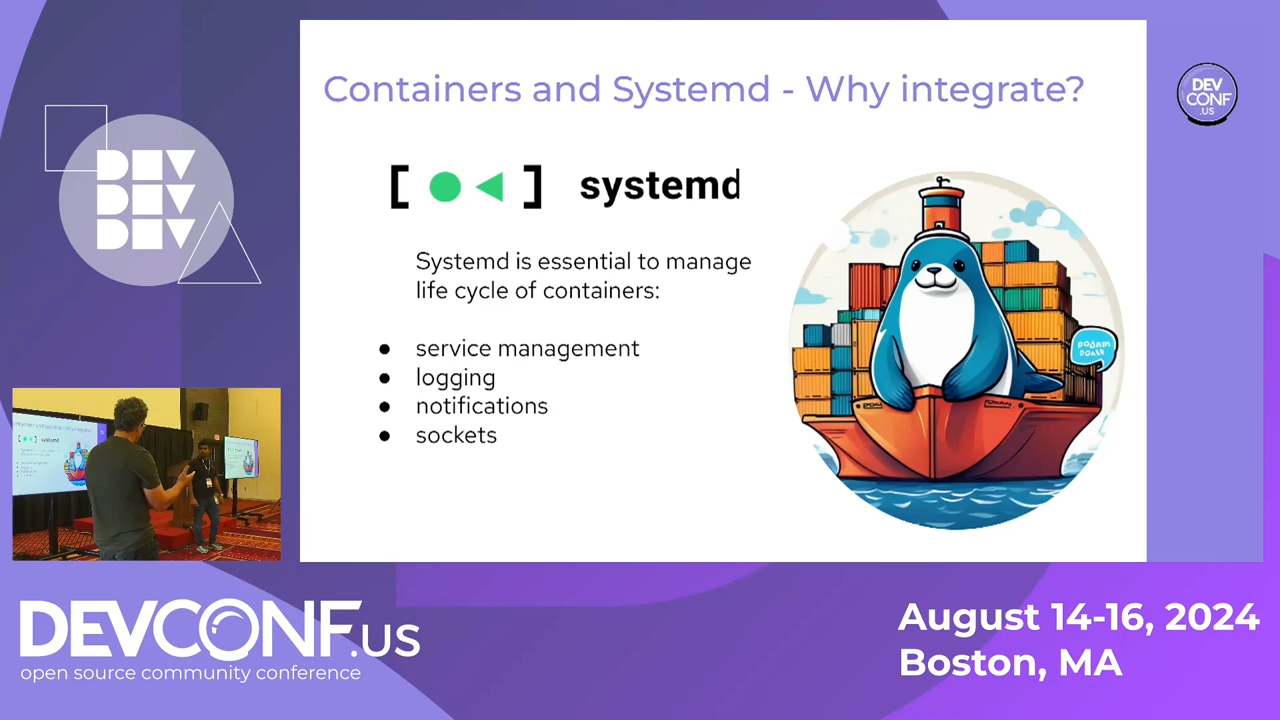 Containers and Systemd - Why integrate?
DEV
CONF
.US
DEV
DEV
DEV
[ ] systemd
Systemd is essential to manage
life cycle of containers:
● service management
● logging
● notifications
● sockets
DEVCONF.US
open source community conference
August 14-16, 2024
Boston, MA